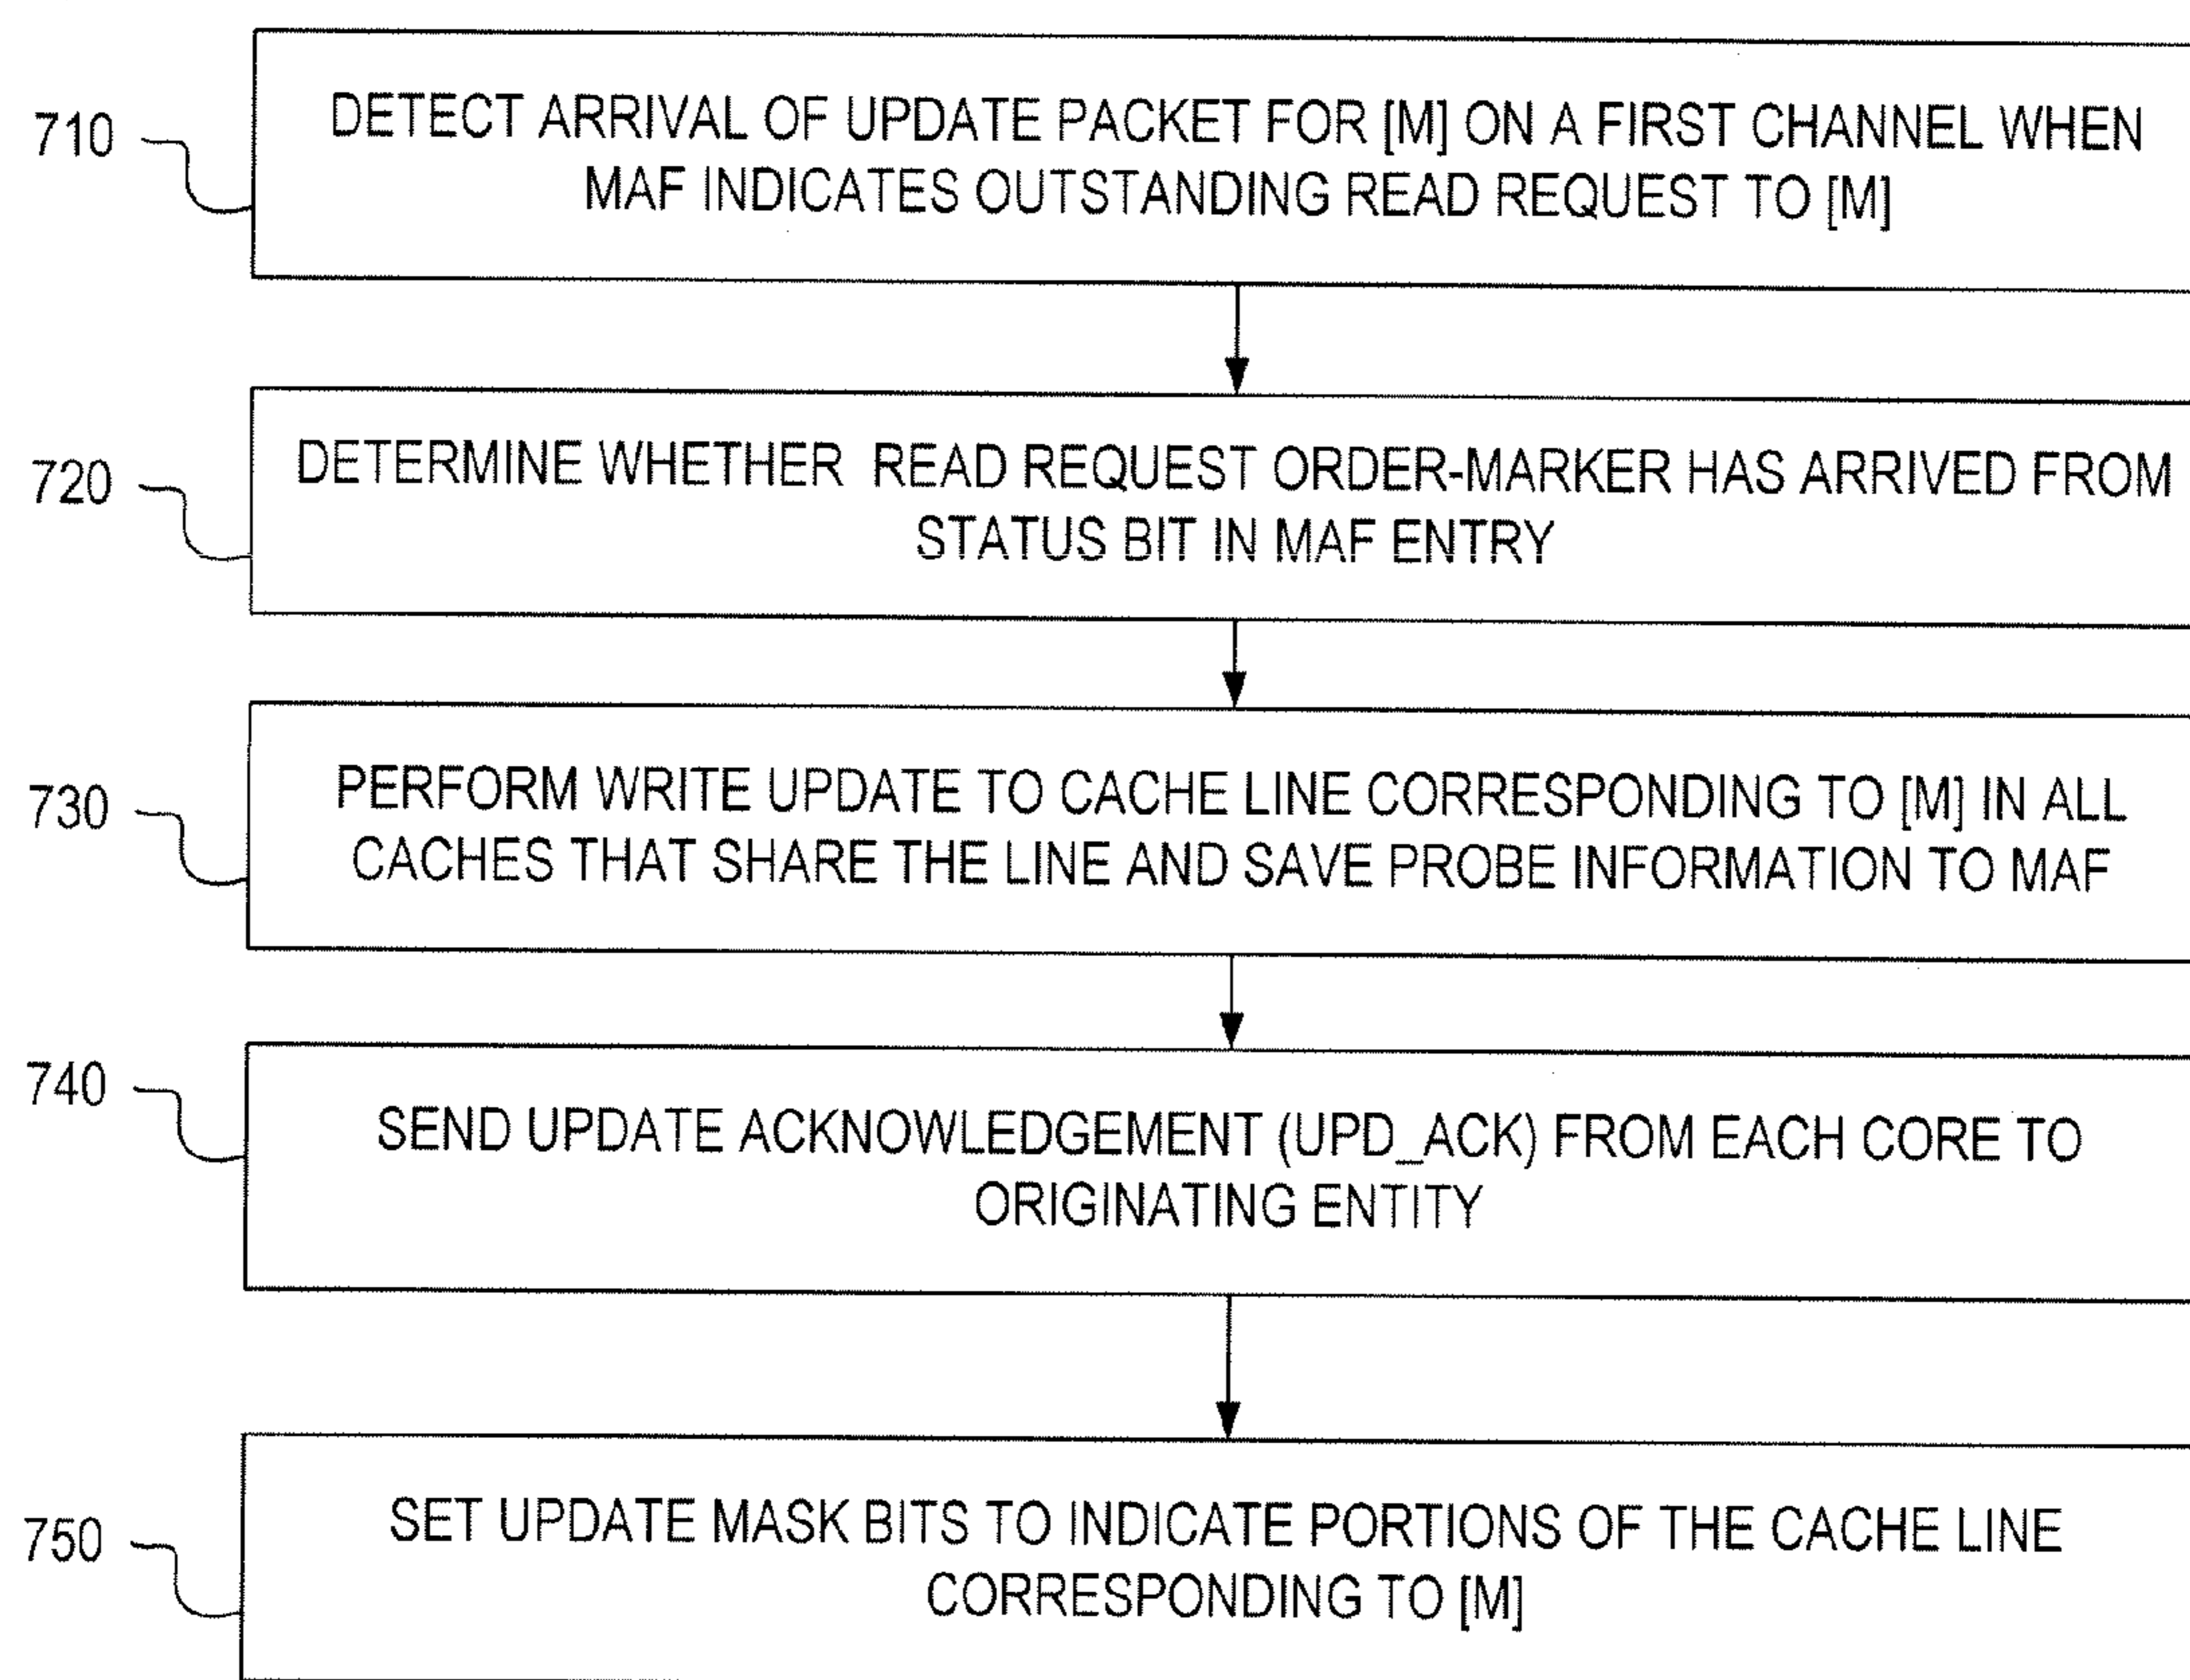 710
DETECT ARRIVAL OF UPDATE PACKET FOR [M] ON A FIRST CHANNEL WHEN
MAF INDICATES OUTSTANDING READ REQUEST TO [M]
720
DETERMINE WHETHER READ REQUEST ORDER-MARKER HAS ARRIVED FROM
STATUS BIT IN MAF ENTRY
730
PERFORM WRITE UPDATE TO CACHE LINE CORRESPONDING TO [M] IN ALL
CACHES THAT SHARE THE LINE AND SAVE PROBE INFORMATION TO MAF
740
SEND UPDATE ACKNOWLEDGEMENT (UPD_ACK) FROM EACH CORE TO
ORIGINATING ENTITY
750
SET UPDATE MASK BITS TO INDICATE PORTIONS OF THE CACHE LINE
CORRESPONDING TO [M]